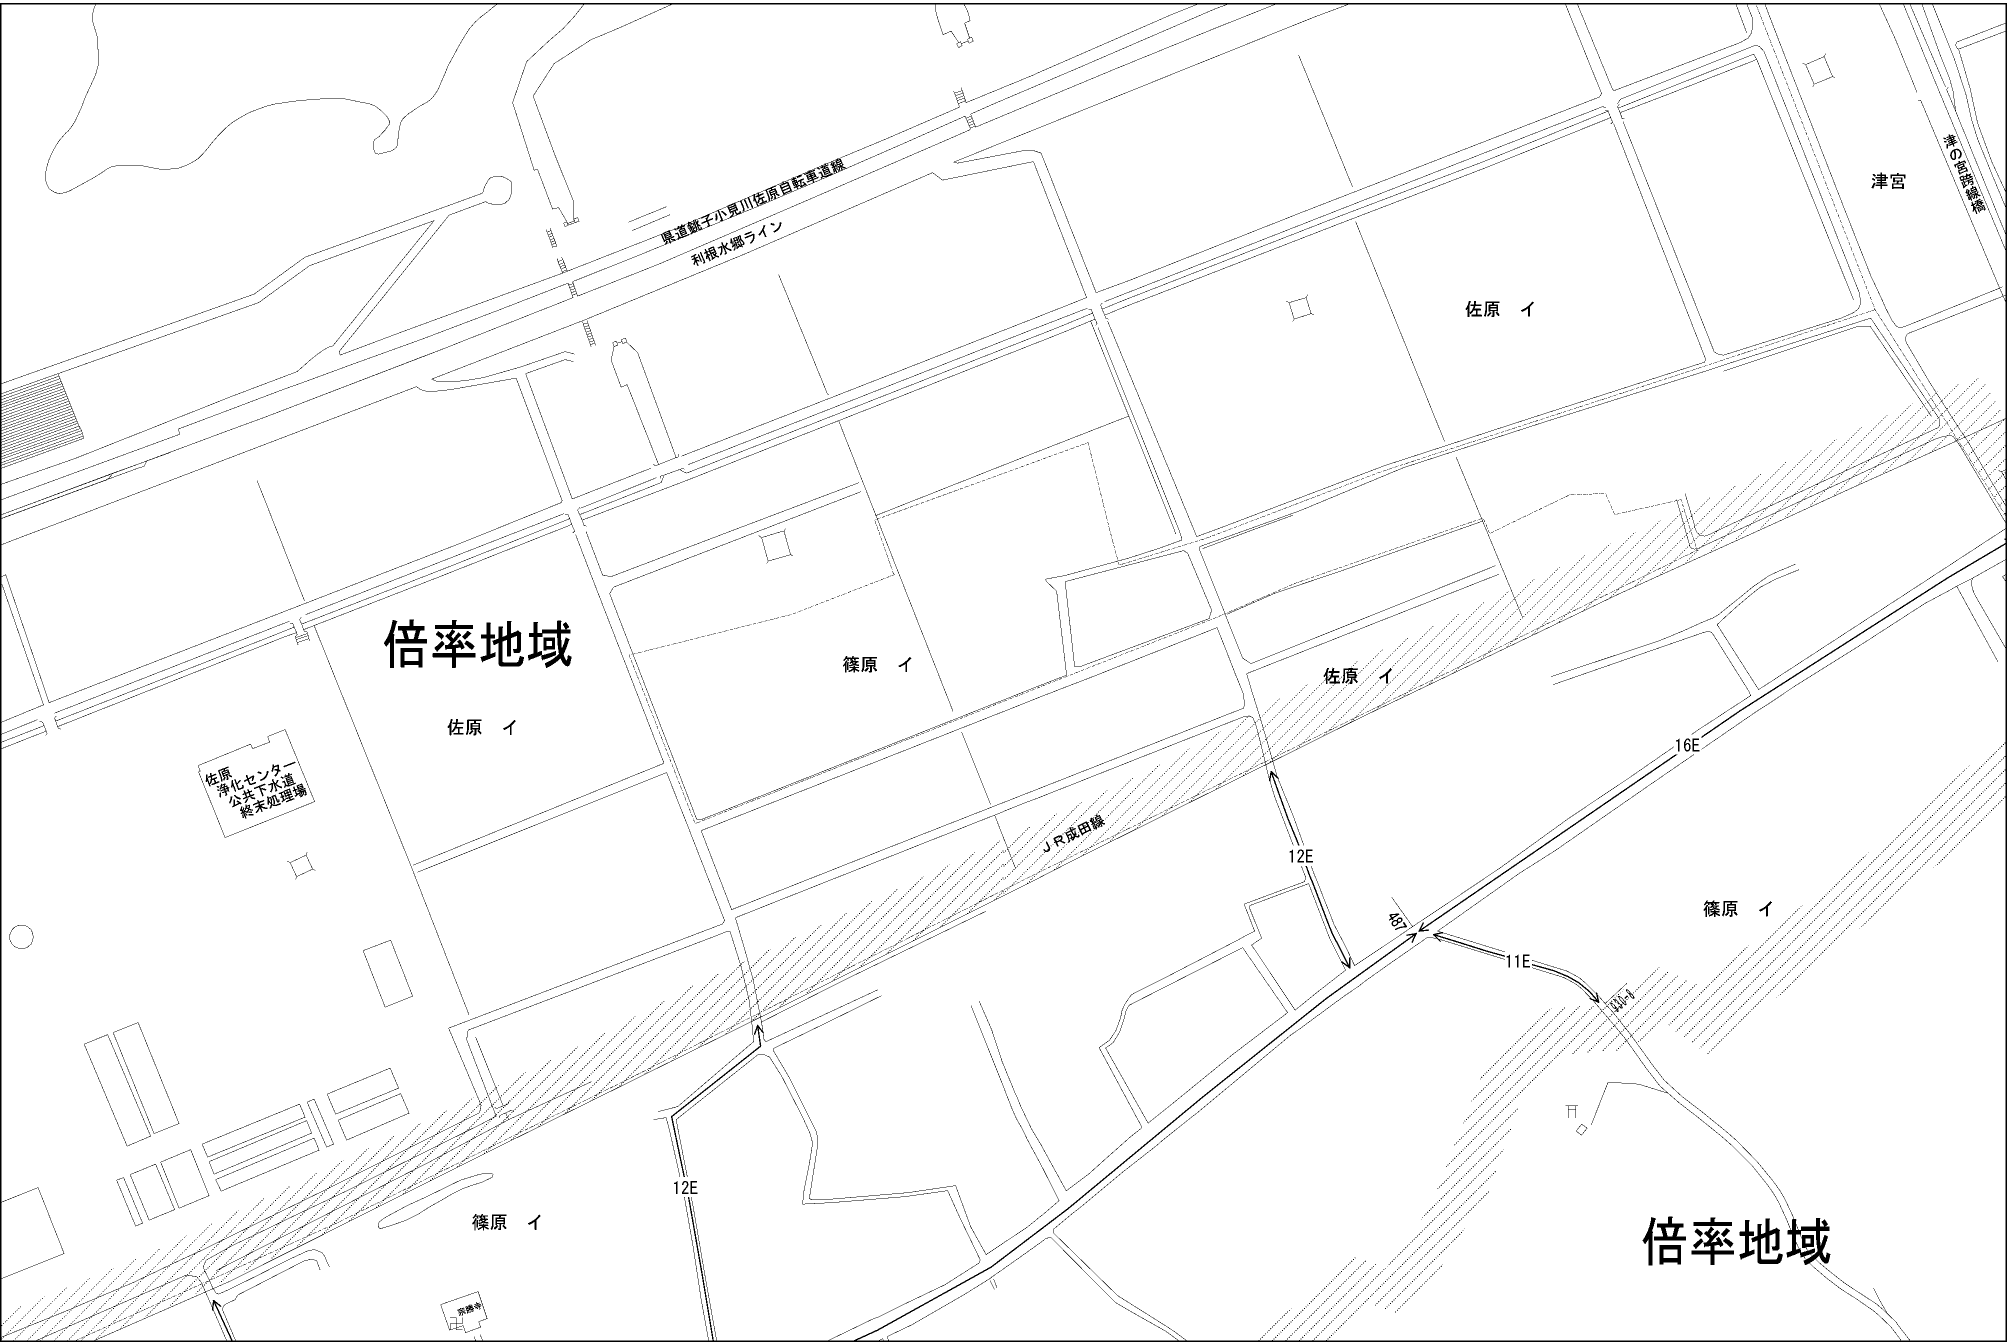 県道銚子小見川佐原自転車道線
利根水郷ライン
津の宮跨線橋
津宮
佐原　イ
倍率地域
篠原　イ
佐原　イ
佐原　イ
16E
佐原
浄化センター
公共下水道
終末処理場
ＪＲ成田線
12E
487
篠原　イ
11E
12E
篠原　イ
倍率地域
宗勝寺